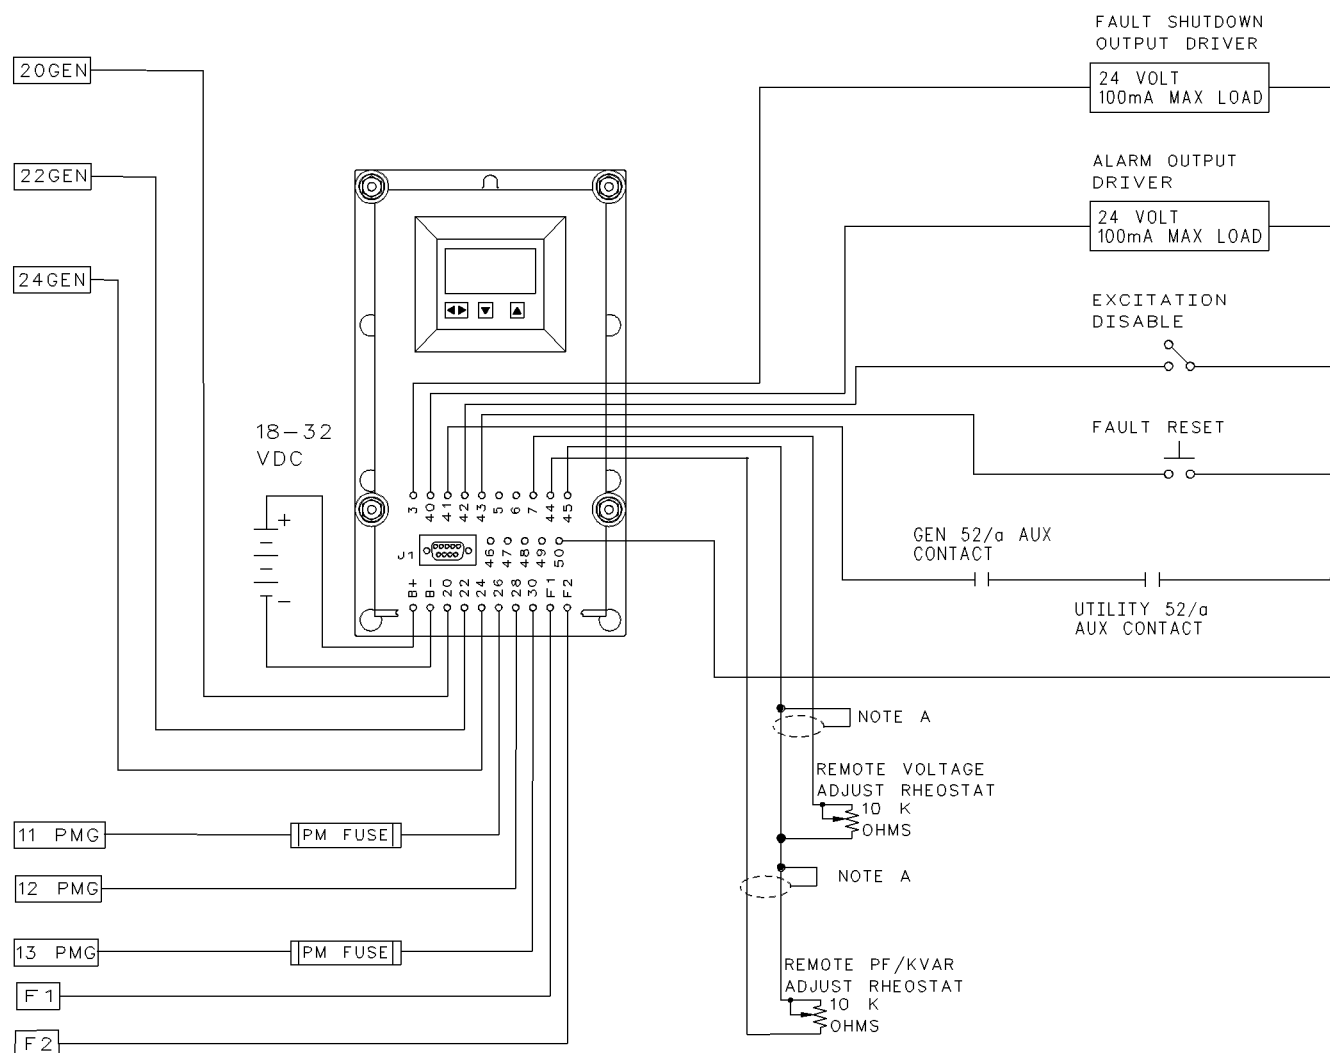 FAULT SHUTDOWN
OUTPUT DRIVER
24 VOLT
100mA MAX LOAD
20GEN
22GEN
24GEN
ALARM OUTPUT
DRIVER
24 VOLT
100mA MAX LOAD
EXCITATION
DISABLE
18-32
VDC
+
-
FAULT RESET
3 40 41 42 43 5 6 7 44 45
J1
46 47 48 49 50
B+ B- 20 22 24 26 28 30 F1 F2
GEN 52/a AUX
CONTACT
UTILITY 52/a
AUX CONTACT
NOTE A
REMOTE VOLTAGE
ADJUST RHEOSTAT
10 K
OHMS
NOTE A
11 PMG
PM FUSE
12 PMG
13 PMG
PM FUSE
REMOTE PF/KVAR
ADJUST RHEOSTAT
10 K
OHMS
F1
F2